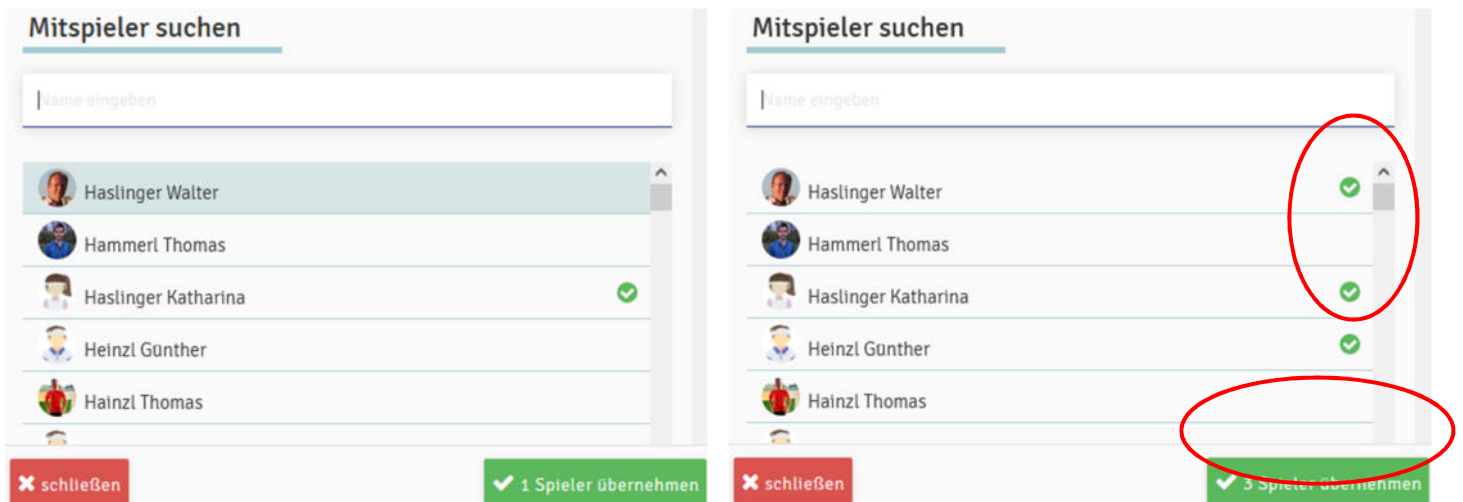 Mitspieler suchen
Name eingeben
Haslinger Walter
Hammerl Thomas
Haslinger Katharina
Heinzl Günther
Hainzl Thomas
schließen
1 Spieler übernehmen
Mitspieler suchen
Name eingeben
Haslinger Walter
Hammerl Thomas
Haslinger Katharina
Heinzl Günther
Hainzl Thomas
schließen
3 Spieler übernehmen